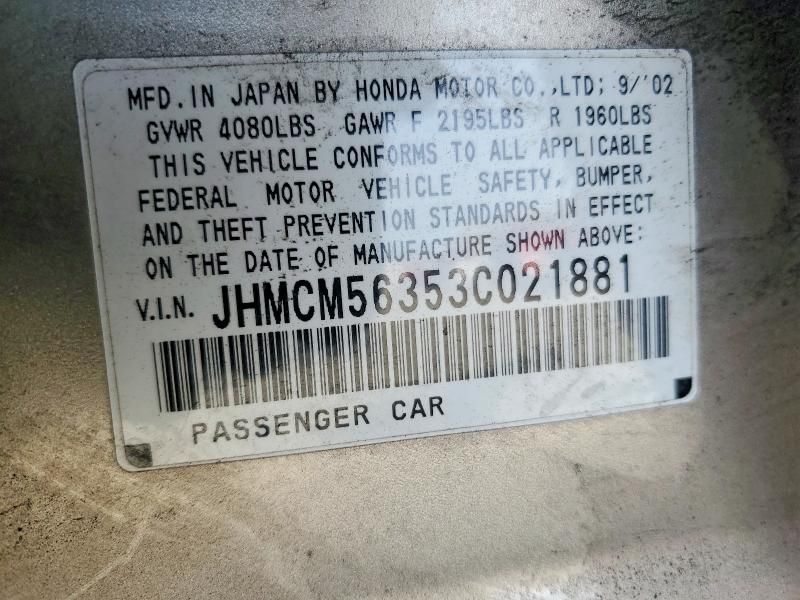 MFD. IN JAPAN BY HONDA MOTOR CO.,LTD; 9/'02
GVWR 4080LBS GAWR F 2195LBS R 1960LBS
THIS VEHICLE CONFORMS TO ALL APPLICABLE
FEDERAL MOTOR VEHICLE SAFETY, BUMPER,
AND THEFT PREVENTION STANDARDS IN EFFECT
ON THE DATE OF MANUFACTURE SHOWN ABOVE:
V.I.N. JHMCM56353C021881
PASSENGER CAR